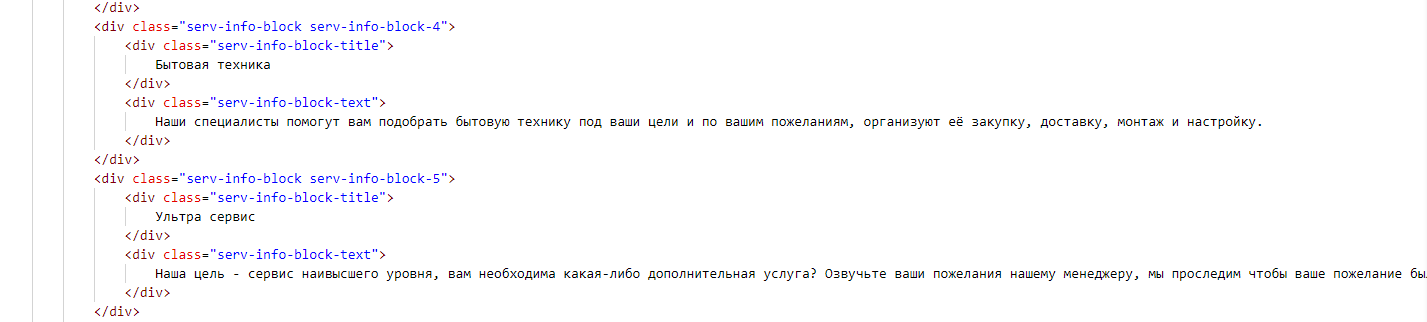 </div>
<div class="serv-info-block serv-info-block-4">
<div class="serv-info-block-title">
Бытовая техника
</div>
<div class="serv-info-block-text">
Наши специалисты помогут вам подобрать бытовую технику под ваши цели и по вашим пожеланиям, организуют её закупку, доставку, монтаж и настройку.
</div>
</div>
<div class="serv-info-block serv-info-block-5">
<div class="serv-info-block-title">
Ультра сервис
</div>
<div class="serv-info-block-text">
Наша цель - сервис наивысшего уровня, вам необходима какая-либо дополнительная услуга? Озвучьте ваши пожелания нашему менеджеру, мы проследим чтобы ваше пожелание
</div>
</div>